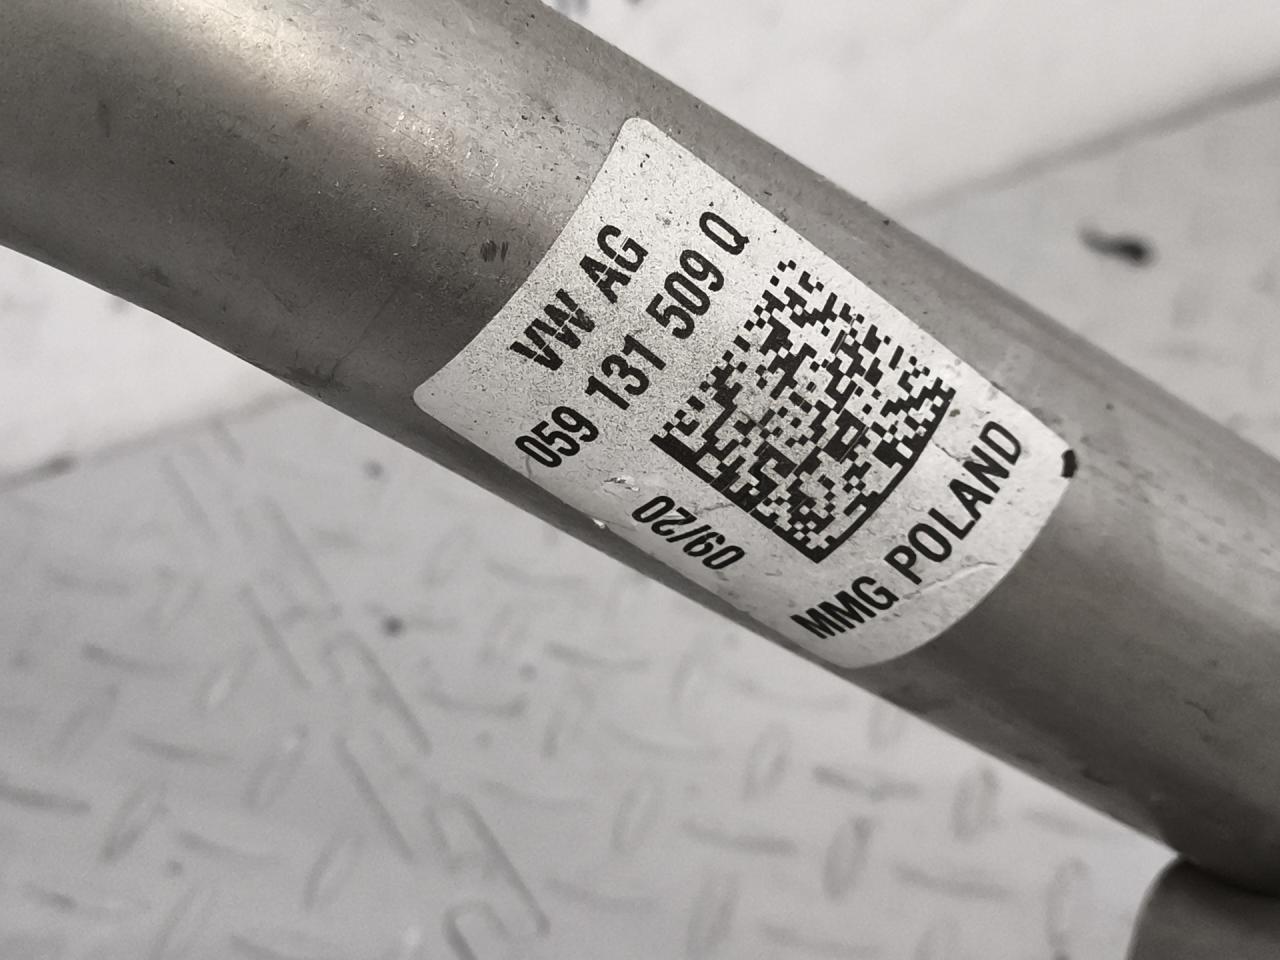 VW AG
059 131 509 Q
09/20
MMG POLAND